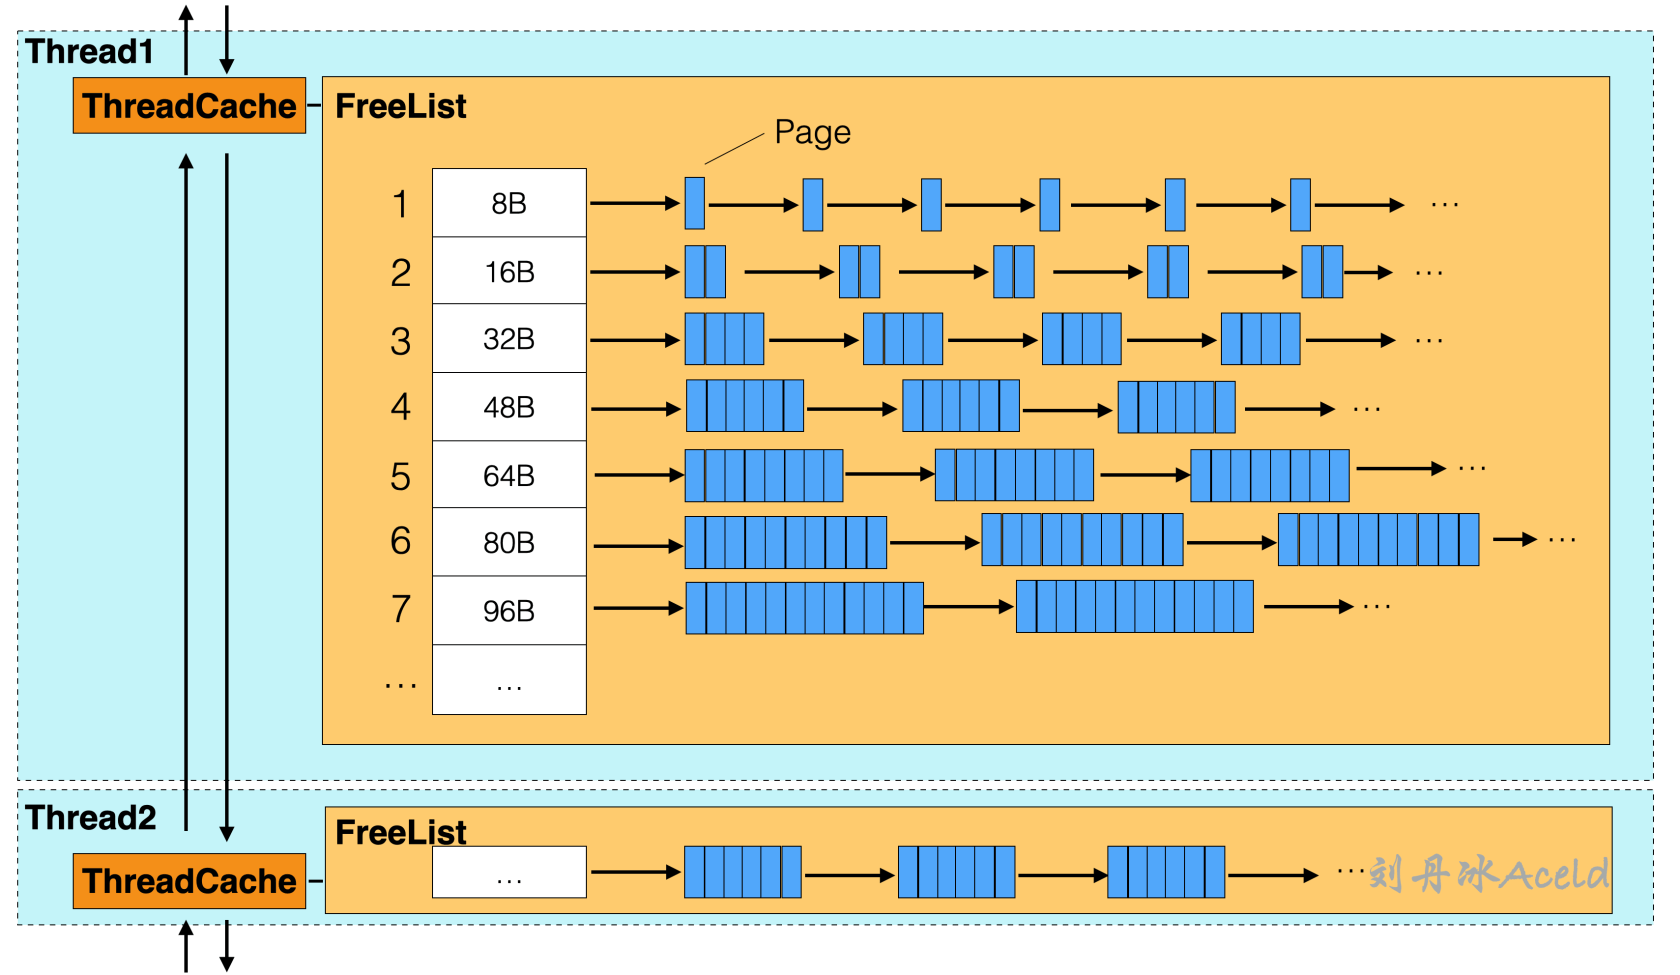 Thread1
ThreadCache
FreeList
Page
1 8B ...
2 16B ...
3 32B ...
4 48B ...
5 64B ...
6 80B ...
7 96B ...
... ...
Thread2
FreeList
ThreadCache
... ...
刘丹冰Aceld